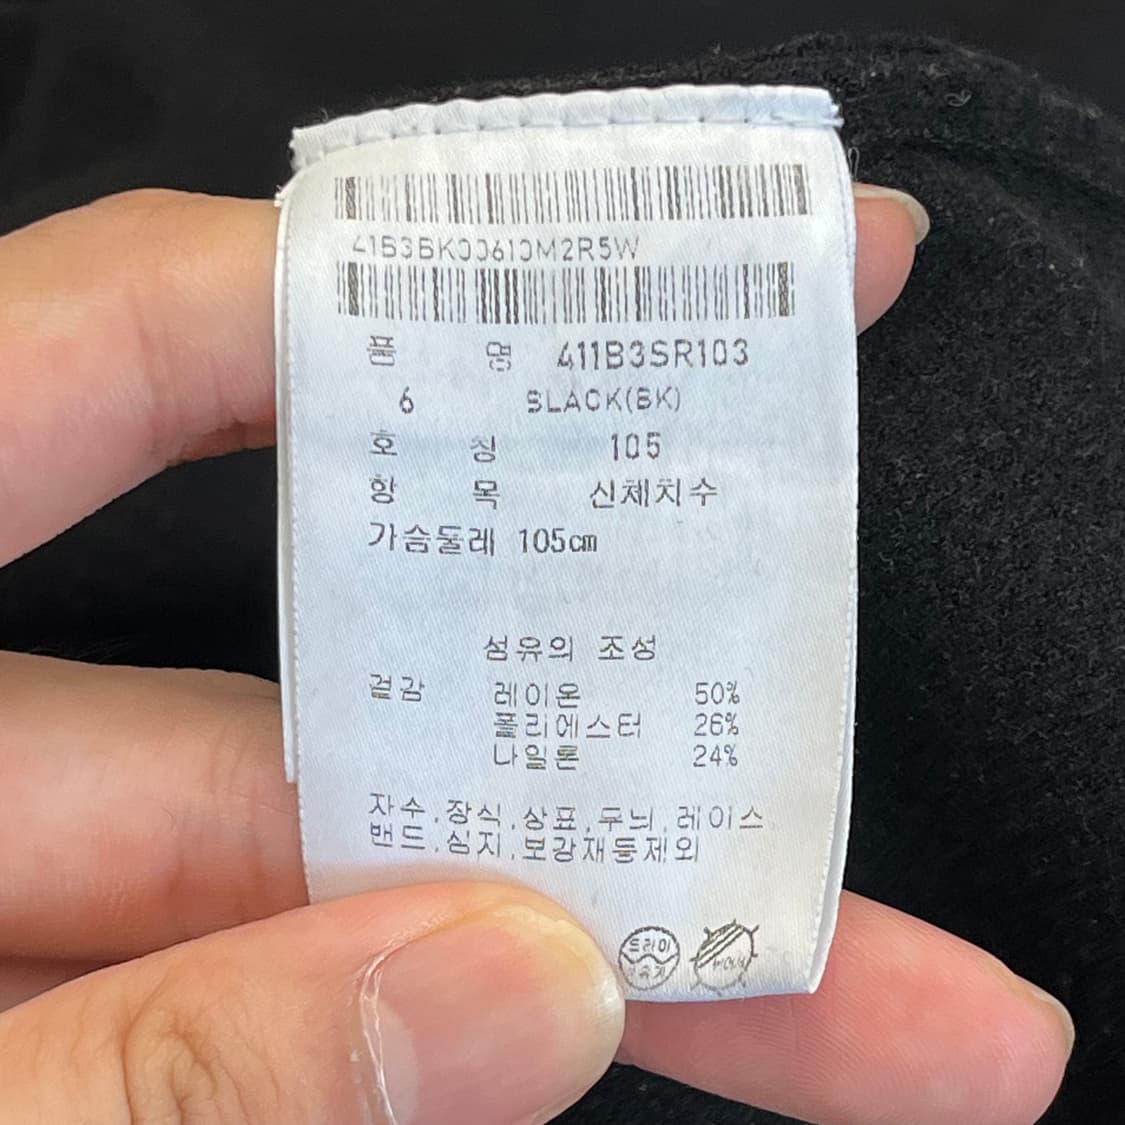 41B3BK00610M2R5W
품 명 411B3SR103
6 BLACK(BK)
호 칭 105
항 목 신체치수
가슴둘레 105cm
섬유의 조성
겉감 레이온 50%
폴리에스터 26%
나일론 24%
자수,장식,상표,무늬,레이스
밴드,심지,보강재등제외
드라이